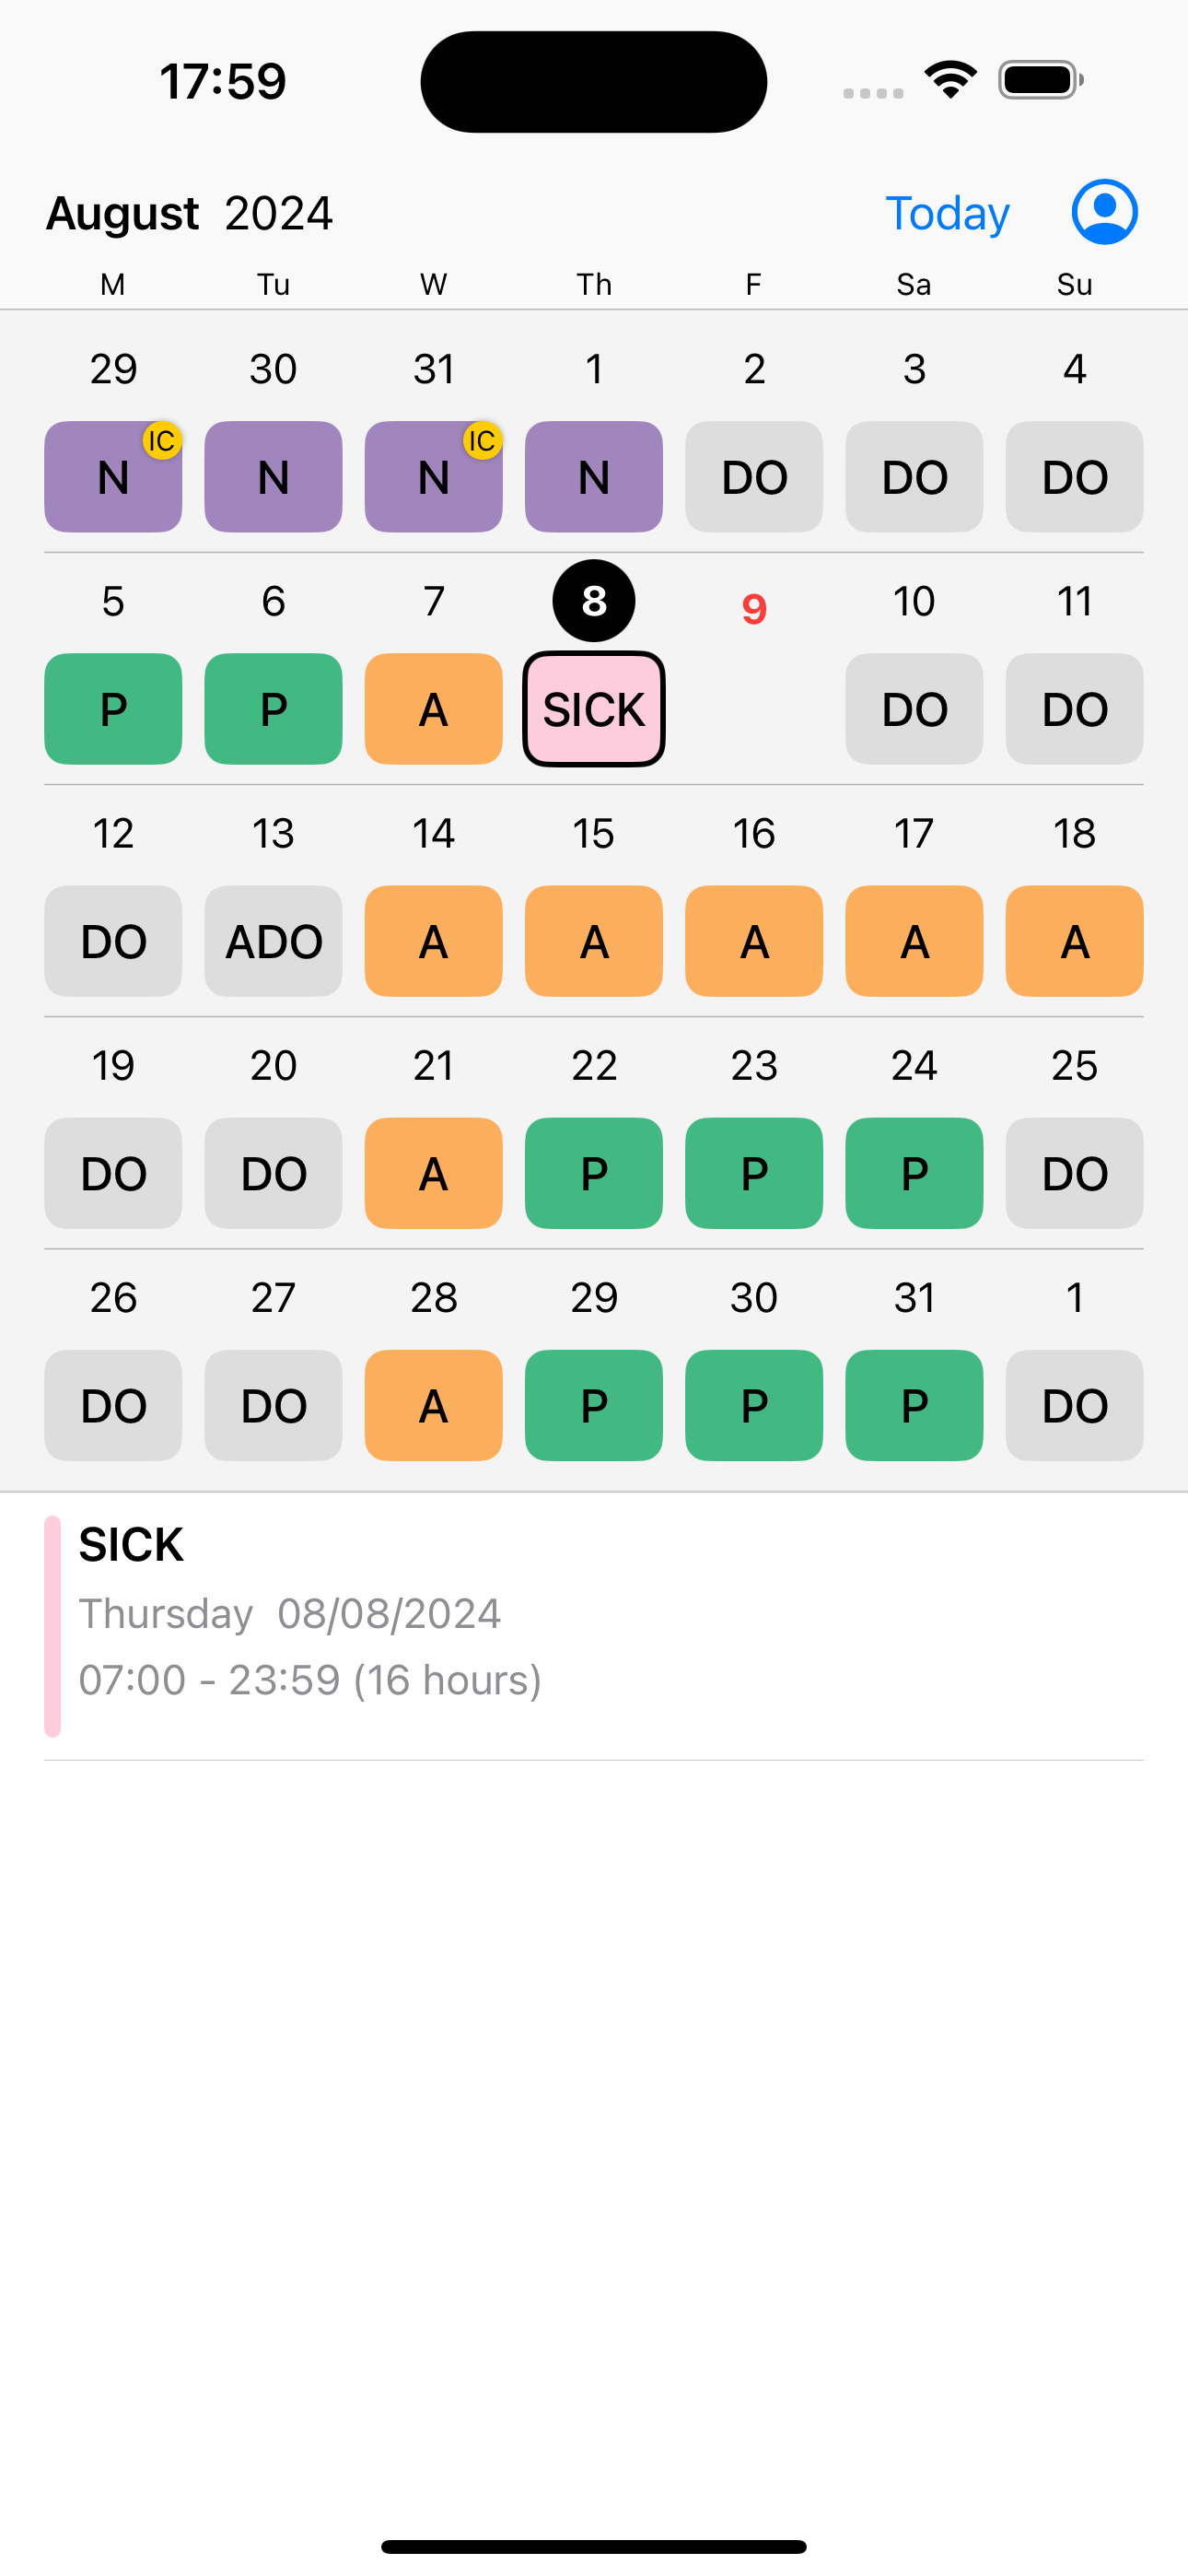 17:59
August 2024 Today
M Tu W Th F Sa Su
29 30 31 1 2 3 4
N IC N N IC N DO DO DO
5 6 7 8 9 10 11
P P A SICK DO DO
12 13 14 15 16 17 18
DO ADO A A A A A
19 20 21 22 23 24 25
DO DO A P P P DO
26 27 28 29 30 31 1
DO DO A P P P DO
SICK
Thursday 08/08/2024
07:00 - 23:59 (16 hours)